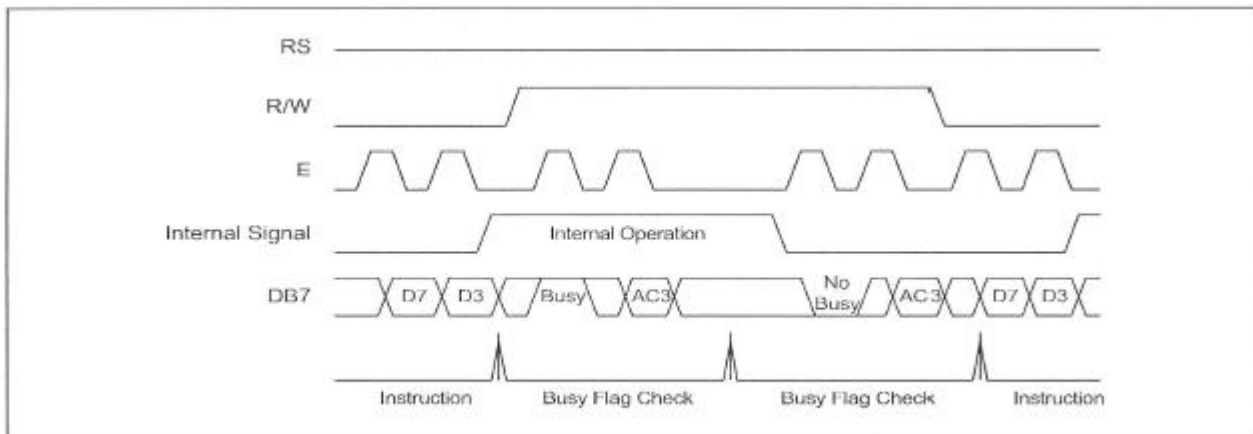 RS
R/W
E
Internal Signal
Internal Operation
DB7
D7 D3 Busy AC3 No Busy AC3 D7 D3
Instruction Busy Flag Check Busy Flag Check Instruction